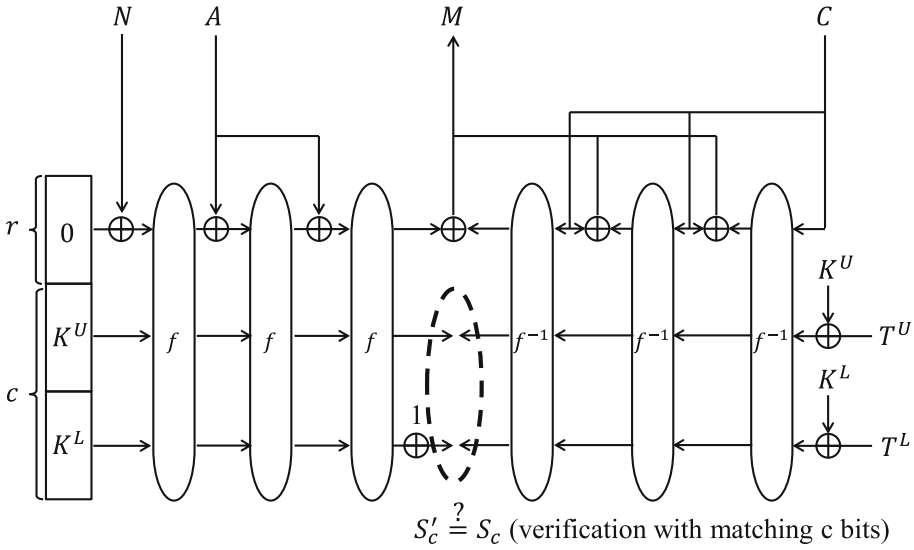 N A M C
r 0
K^U f f f f⁻¹ f⁻¹ f⁻¹ K^U T^U
c
K^L 1 K^L T^L
S'_c ≟ S_c (verification with matching c bits)